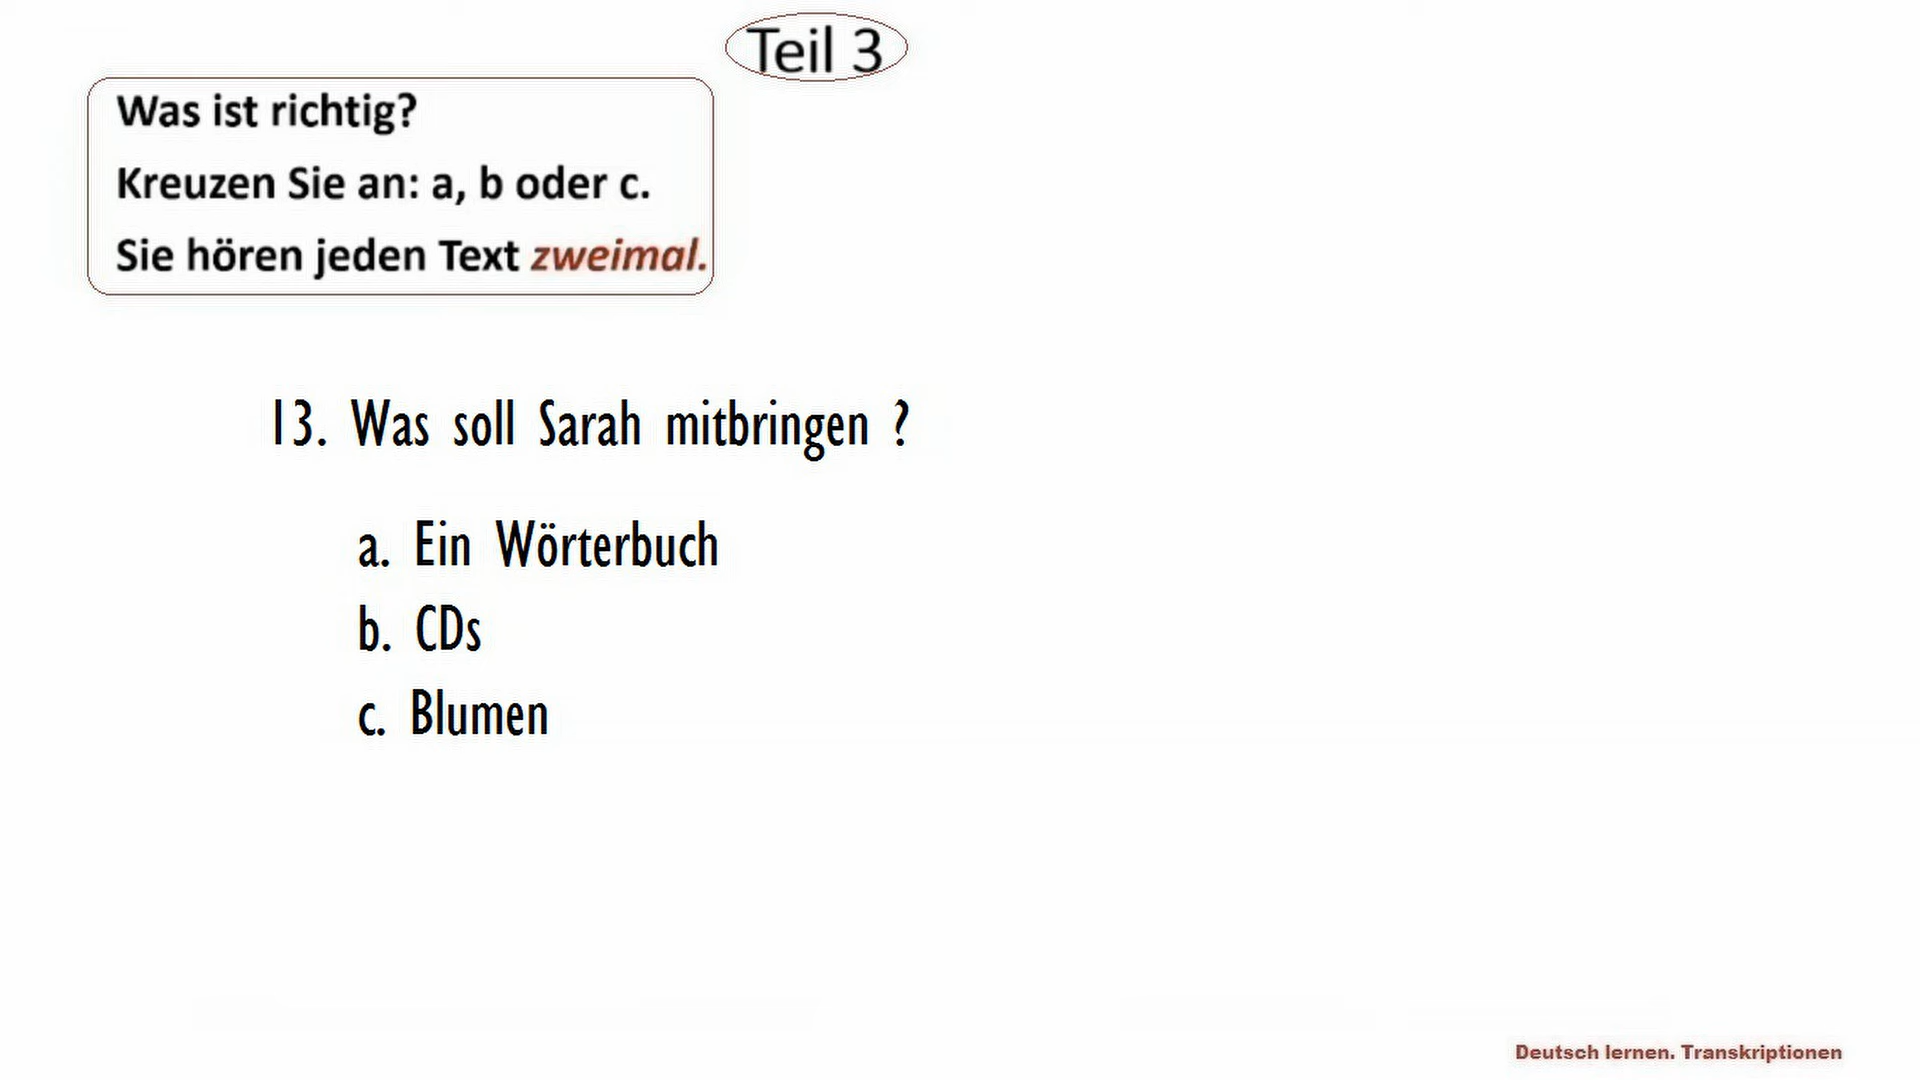 Teil 3
Was ist richtig?
Kreuzen Sie an: a, b oder c.
Sie hören jeden Text zweimal.
13. Was soll Sarah mitbringen ?
a. Ein Wörterbuch
b. CDs
c. Blumen
Deutsch lernen. Transkriptionen